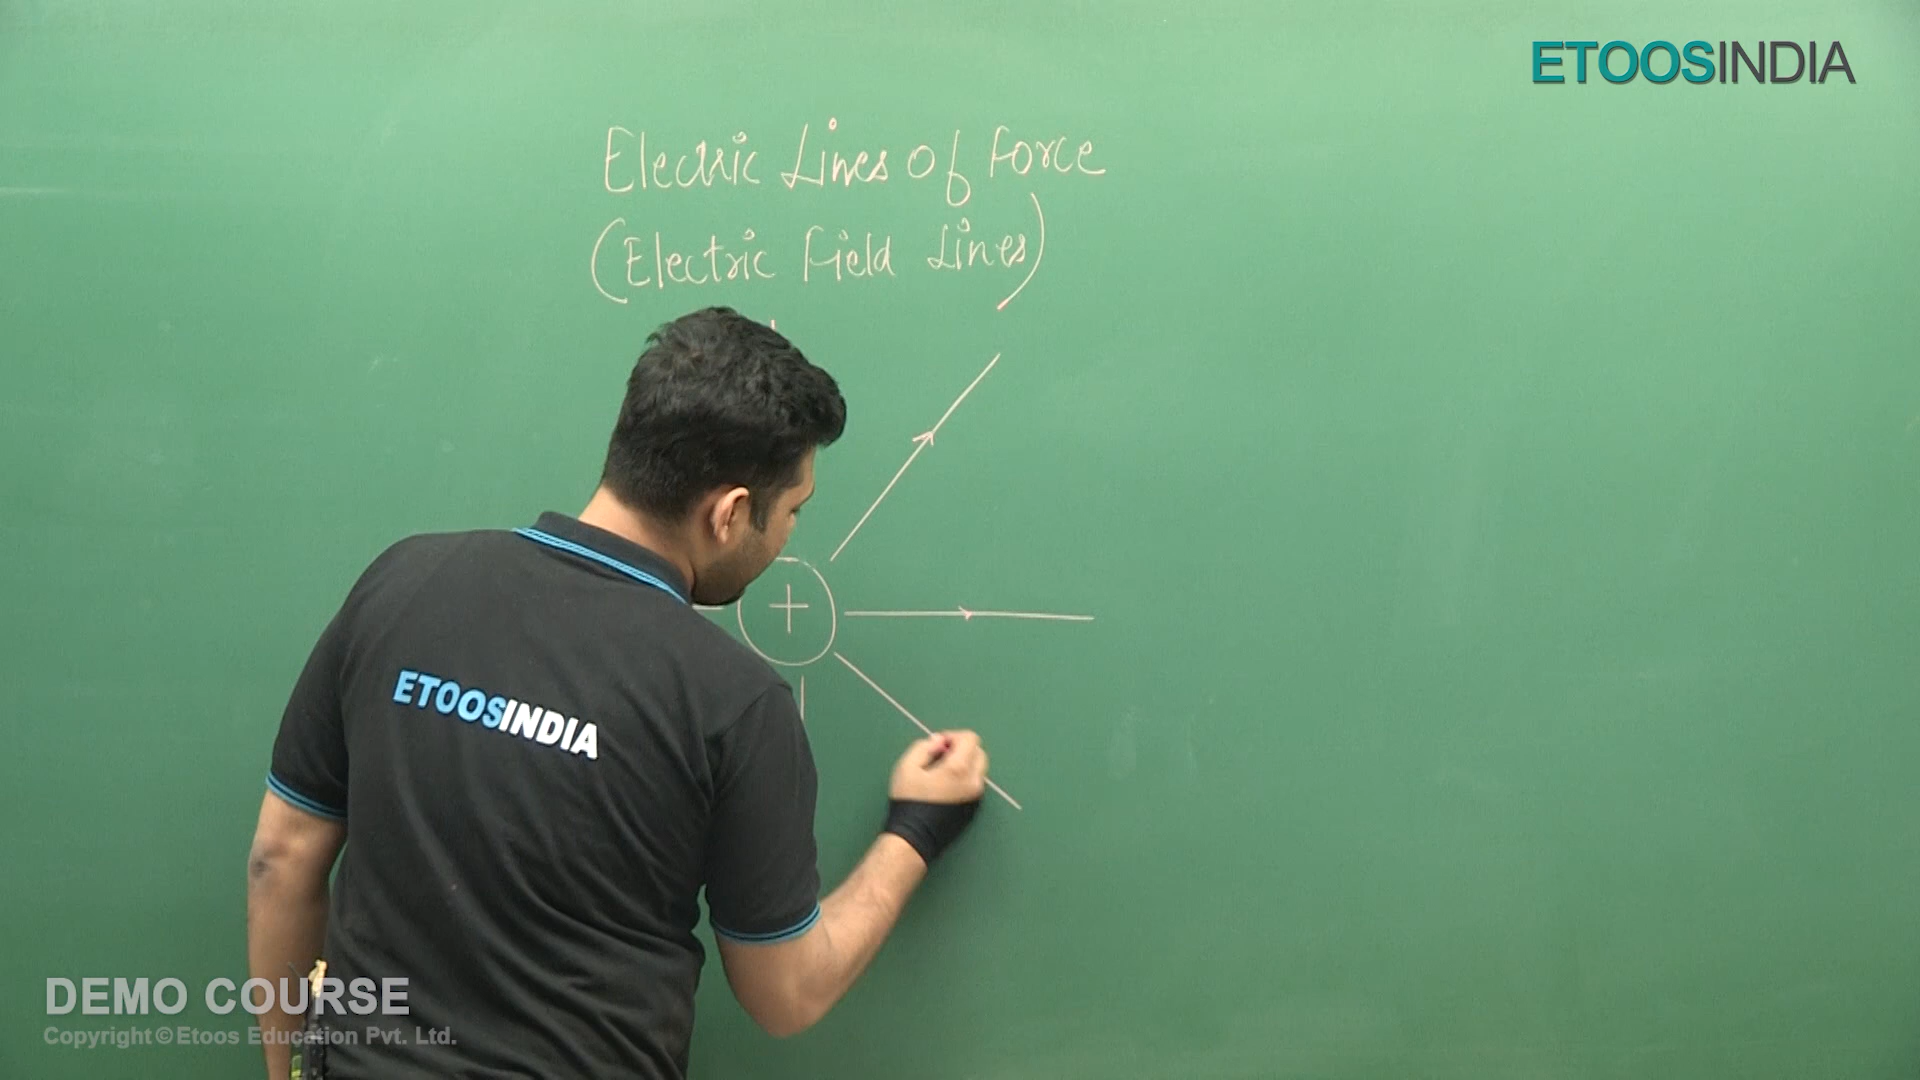 ETOOSINDIA
Electric Lines Of Force
(Electric Field Lines)
+
ETOOSINDIA
DEMO COURSE
Copyright © Etoos Education Pvt. Ltd.